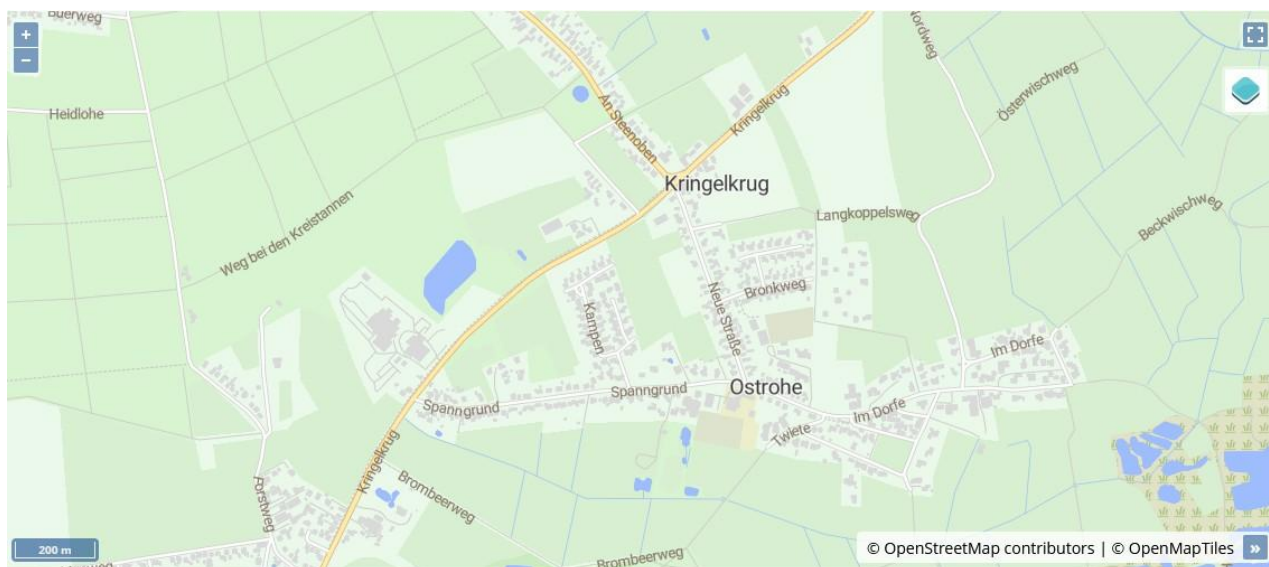 Buerweg
+
−
Heidlohe
Nordweg
Österwischweg
An Steenoben
Kringelkrug
Kringelkrug
Beckwischweg
Langkoppelsweg
Weg bei den Kreistannen
Bronkweg
Neue Straße
Kampen
Im Dorfe
Ostrohe
Spanngrund
Spanngrund
Im Dorfe
Twiete
Kringelkrug
Brombeerweg
Forstweg
Brombeerweg
200 m
© OpenStreetMap contributors | © OpenMapTiles
»